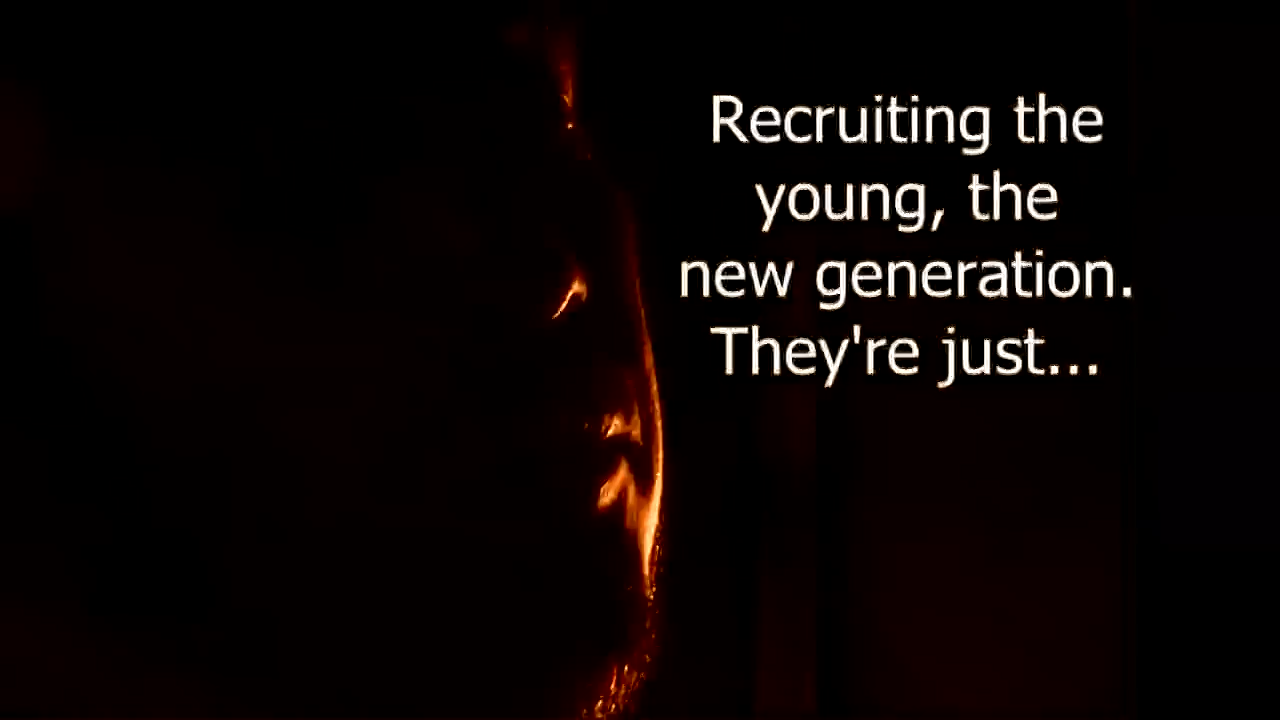 Recruiting the
young, the
new generation.
They're just...